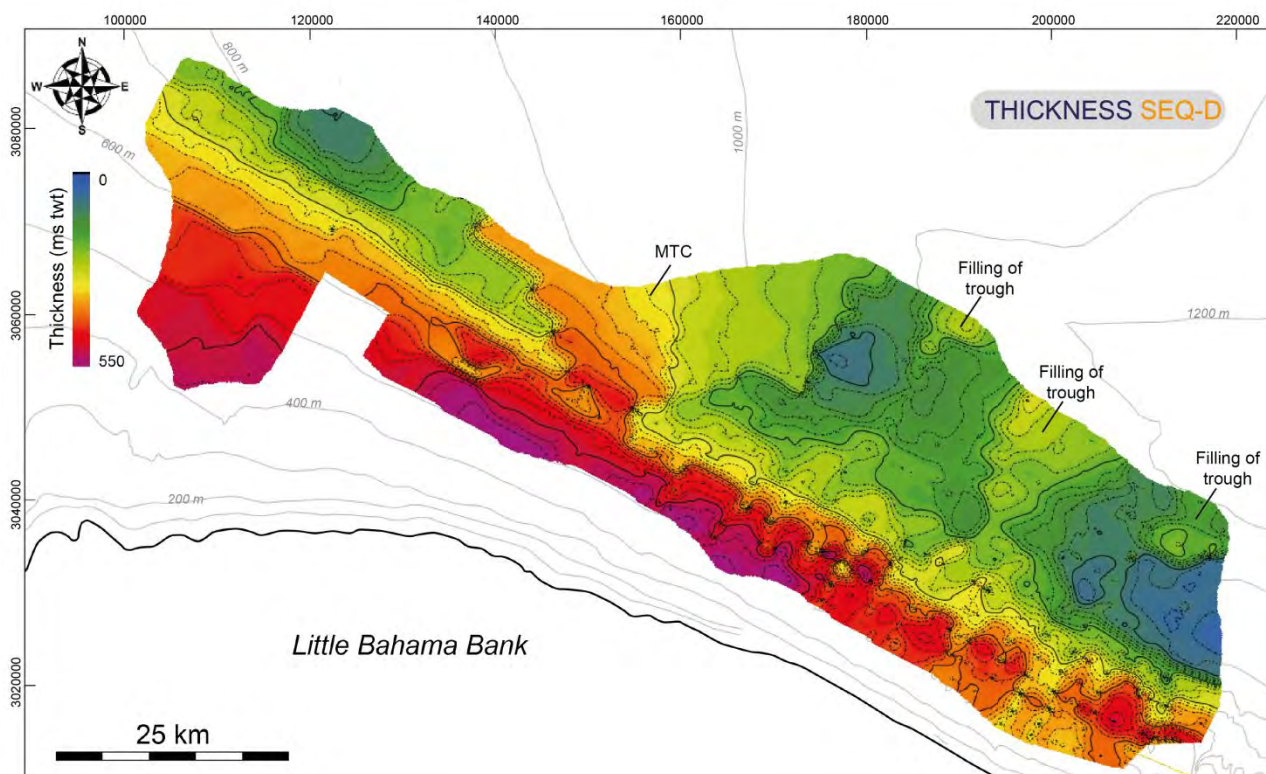 100000
120000
140000
160000
180000
200000
220000
N
W
E
S
800 m
THICKNESS SEQ-D
3080000
600 m
1000 m
0
Thickness (ms twt)
550
MTC
Filling of
trough
3060000
1200 m
Filling of
trough
400 m
Filling of
trough
200 m
3040000
Little Bahama Bank
3020000
25 km